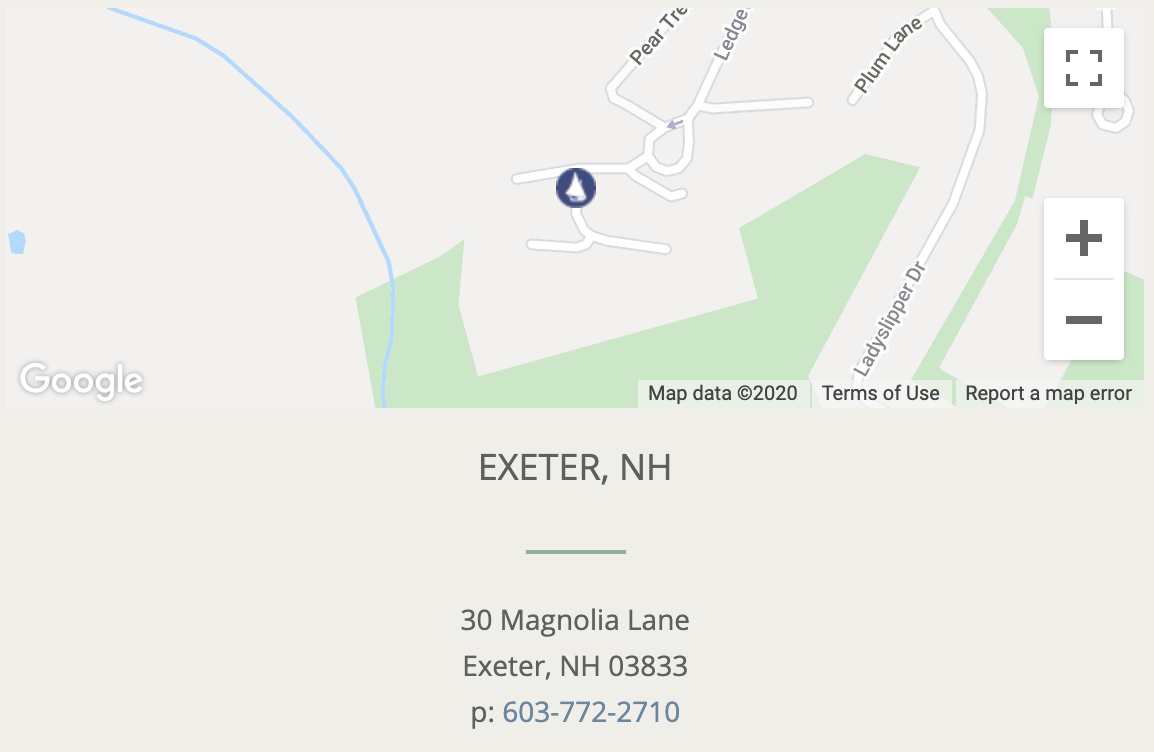 Pear Tre
Ledge
Plum Lane
Ladyslipper Dr
Google
Map data ©2020
Terms of Use
Report a map error
EXETER, NH
30 Magnolia Lane
Exeter, NH 03833
p: 603-772-2710